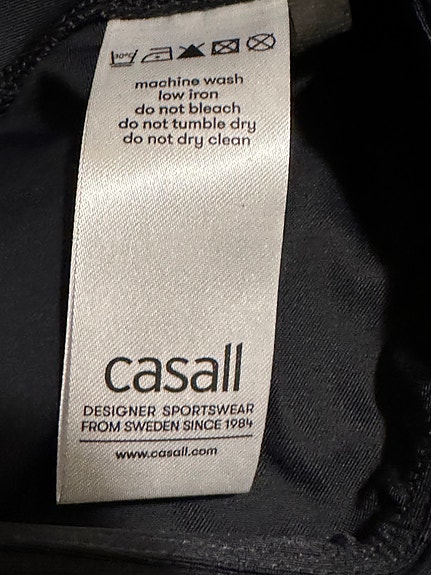 30°C
machine wash
low iron
do not bleach
do not tumble dry
do not dry clean
casall
DESIGNER SPORTSWEAR
FROM SWEDEN SINCE 1984
www.casall.com